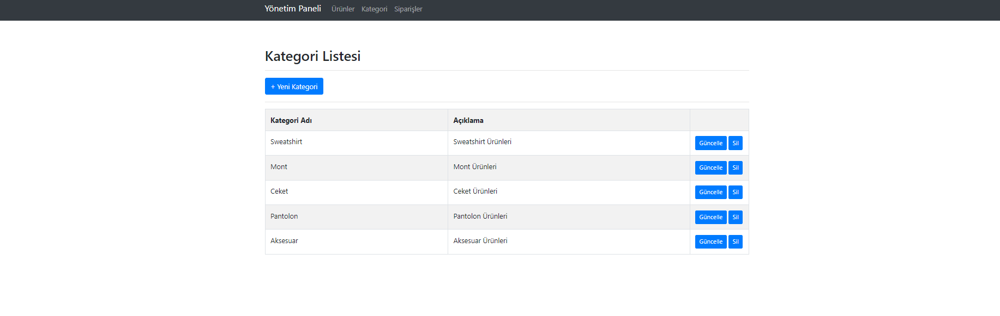 Yönetim Paneli Ürünler Kategori Siparişler
Kategori Listesi
+ Yeni Kategori
Kategori Adı Açıklama
Sweatshirt Sweatshirt Ürünleri Güncelle Sil
Mont Mont Ürünleri Güncelle Sil
Ceket Ceket Ürünleri Güncelle Sil
Pantolon Pantolon Ürünleri Güncelle Sil
Aksesuar Aksesuar Ürünleri Güncelle Sil